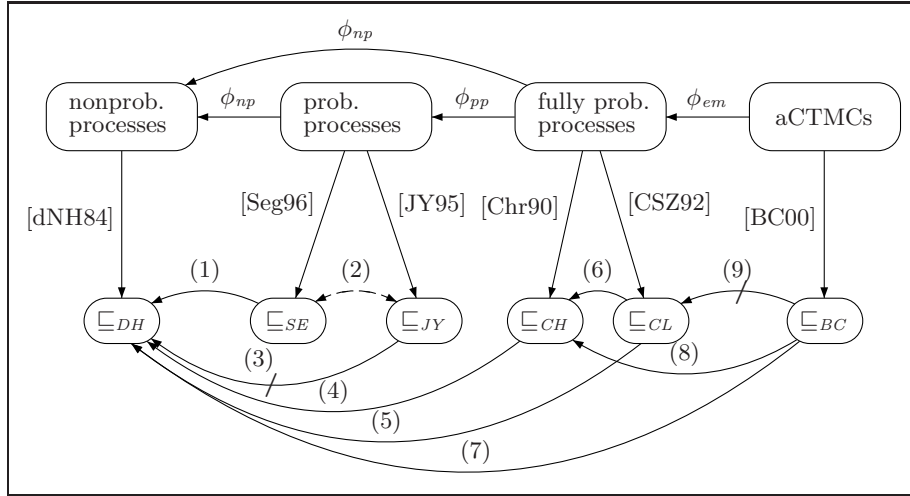 ϕnp
nonprob.
processes
ϕnp
prob.
processes
ϕpp
fully prob.
processes
ϕem
aCTMCs
[dNH84]
[Seg96]
[JY95]
[Chr90]
[CSZ92]
[BC00]
(1)
(2)
(6)
(9)
⊑DH
⊑SE
⊑JY
⊑CH
⊑CL
⊑BC
(3)
(4)
(8)
(5)
(7)